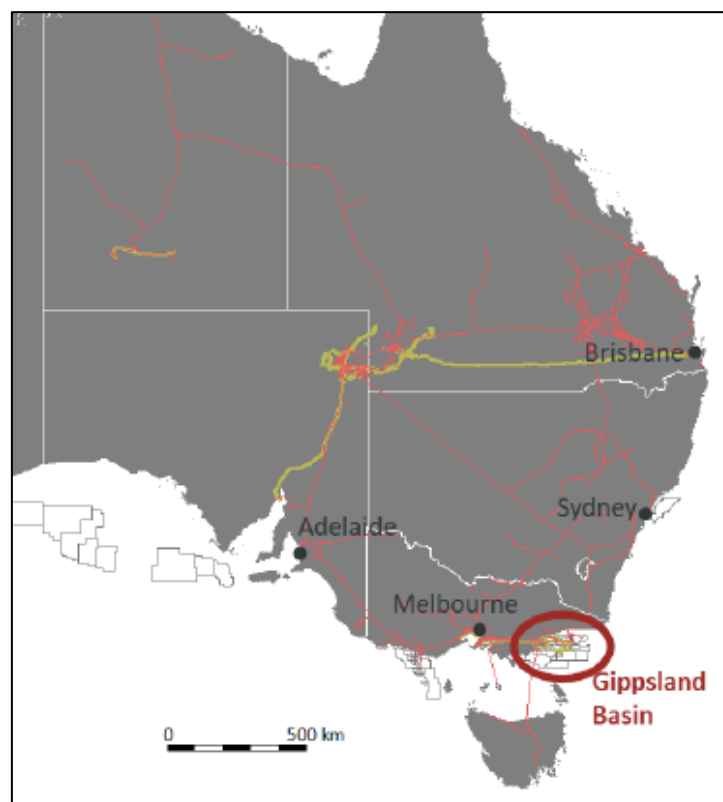 Brisbane
Sydney
Adelaide
Melbourne
Gippsland
Basin
0 500 km